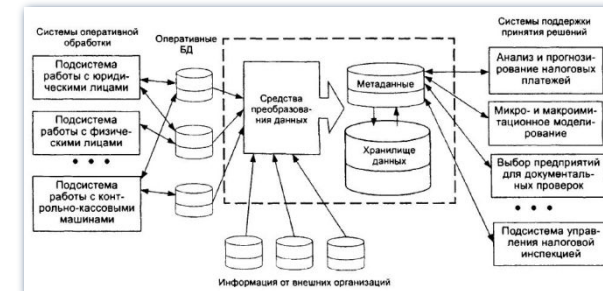 Системы оперативной
обработки
Подсистема
работы с юриди-
ческими лицами
Подсистема
работы с физиче-
скими лицами
• • •
Подсистема
работы с конт-
рольно-кассовыми
машинами
Оперативные
БД
Средства
преобразова-
ния данных
Метаданные
Хранилище
данных
Информация от внешних организаций
Системы поддержки
принятия решений
Анализ и прогнози-
рование налоговых
платежей
Микро- и макроими-
тационное модели-
рование
Выбор предприятий
для документаль-
ных проверок
• • •
Подсистема управ-
ления налоговой
инспекцией